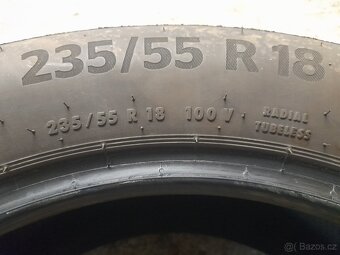 235/55 R 18
235/55 R 18 100 V RADIAL
TUBELESS
© Bazos.cz